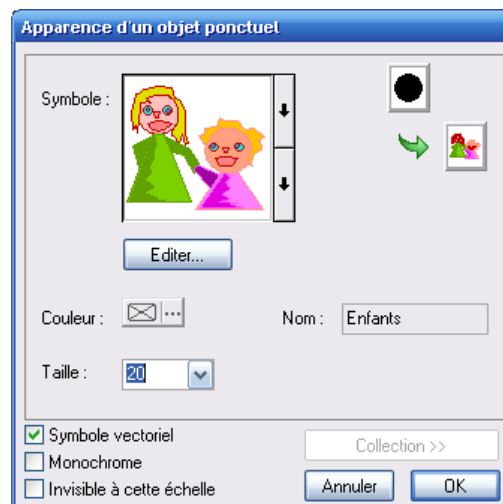 Apparence d'un objet ponctuel
Symbole :
Editer...
Couleur :
...
Nom :
Enfants
Taille :
20
Symbole vectoriel
Monochrome
Invisible à cette échelle
Collection >>
Annuler
OK